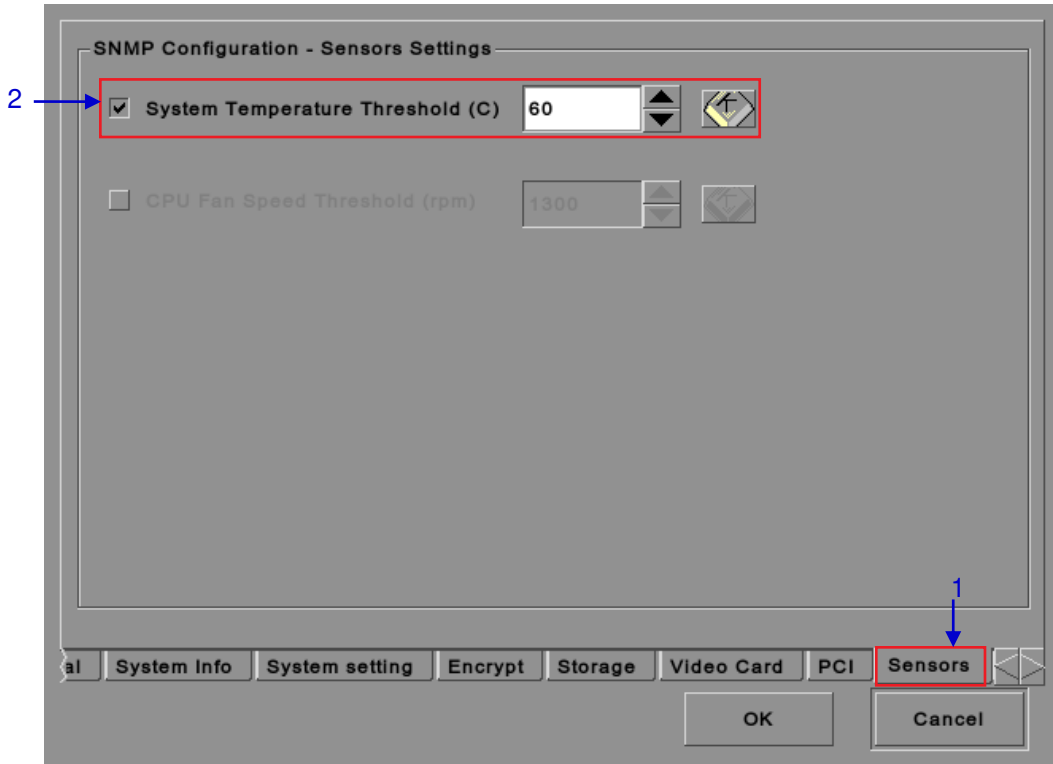 SNMP Configuration - Sensors Settings
2
System Temperature Threshold (C) 60
CPU Fan Speed Threshold (rpm) 1300
1
al System Info System setting Encrypt Storage Video Card PCI Sensors
OK Cancel